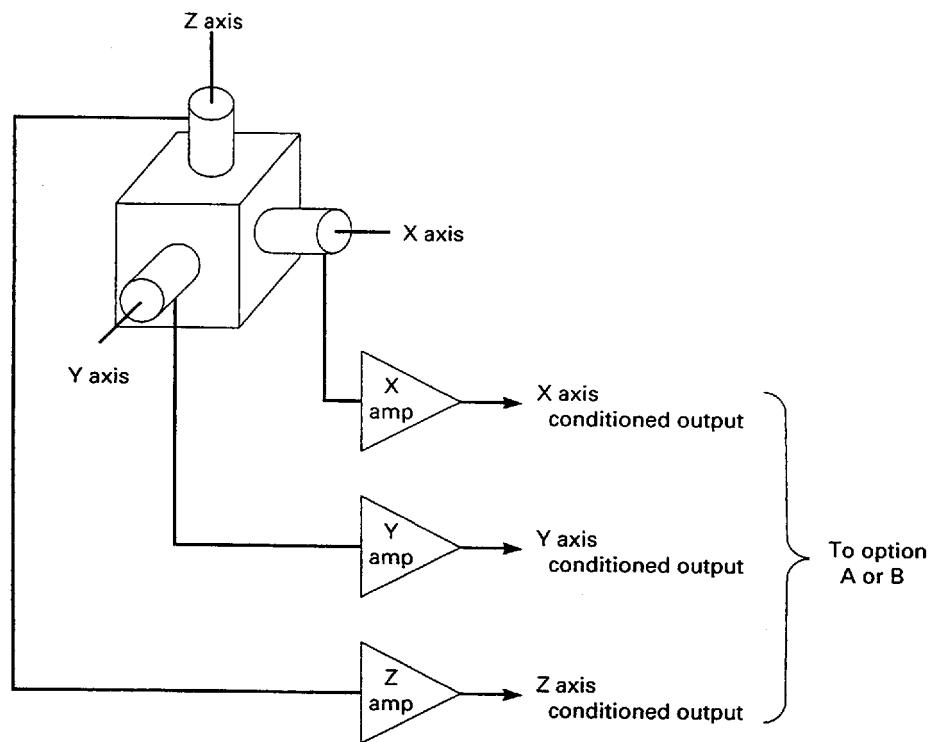 Z axis
X axis
Y axis
X
amp
X axis
conditioned output
Y
amp
Y axis
conditioned output
To option
A or B
Z
amp
Z axis
conditioned output